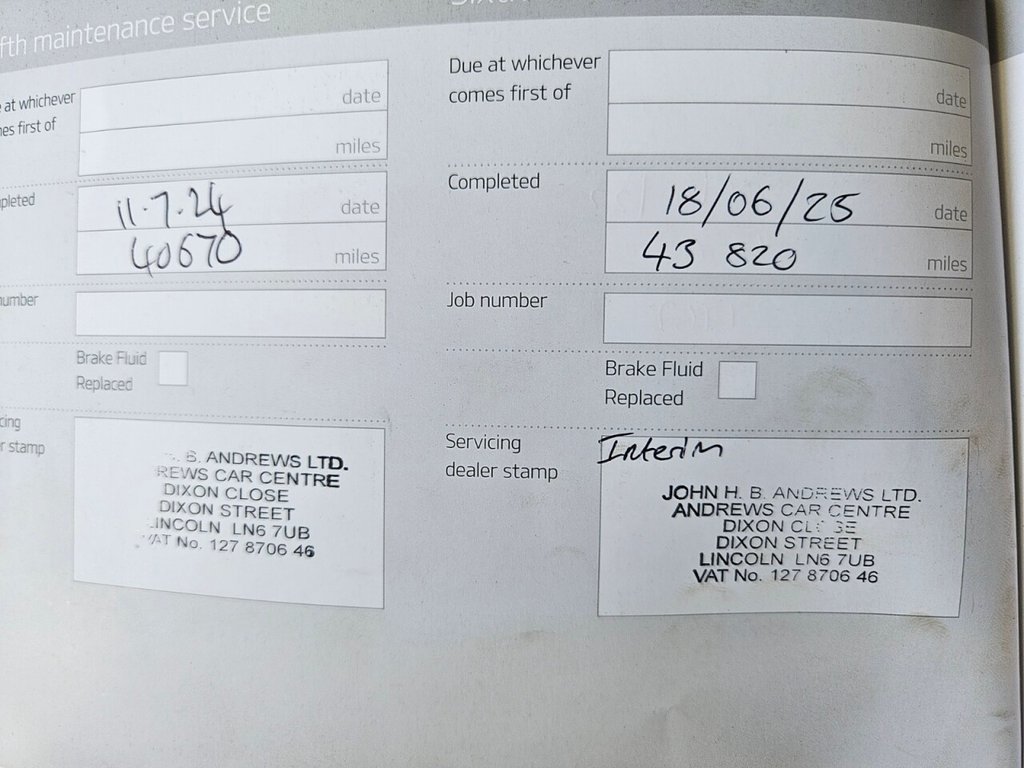 fth maintenance service
at whichever
es first of
date
miles
pleted
11.7.24 date
40670 miles
umber
Brake Fluid
Replaced
cing
r stamp
B. ANDREWS LTD.
REWS CAR CENTRE
DIXON CLOSE
DIXON STREET
LINCOLN LN6 7UB
VAT No. 127 8706 46
Due at whichever
comes first of
date
miles
Completed
18/06/25 date
43 820 miles
Job number
Brake Fluid
Replaced
Servicing
dealer stamp
Interim
JOHN H. B. ANDREWS LTD.
ANDREWS CAR CENTRE
DIXON CLOSE
DIXON STREET
LINCOLN LN6 7UB
VAT No. 127 8706 46